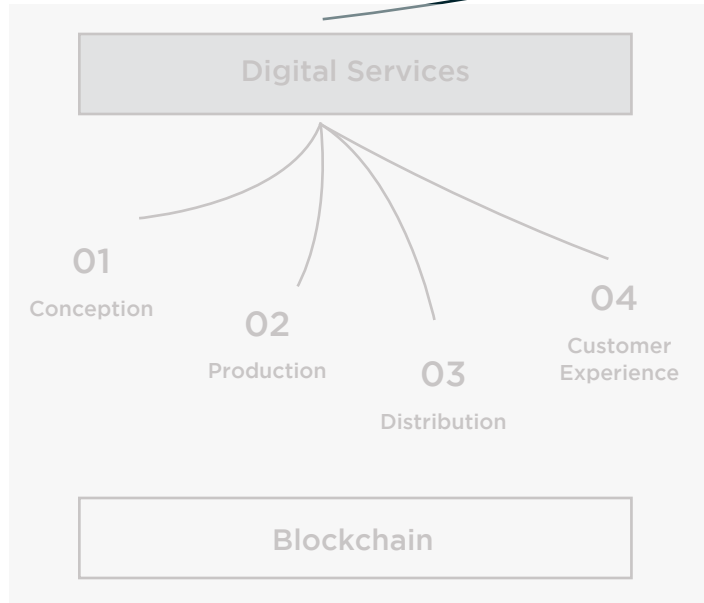 Digital Services
01
Conception
02
Production
03
Distribution
04
Customer
Experience
Blockchain